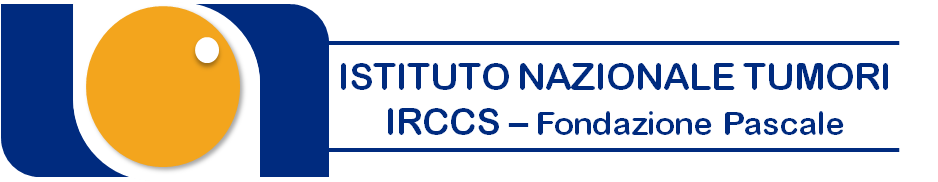 ISTITUTO NAZIONALE TUMORI
IRCCS – Fondazione Pascale